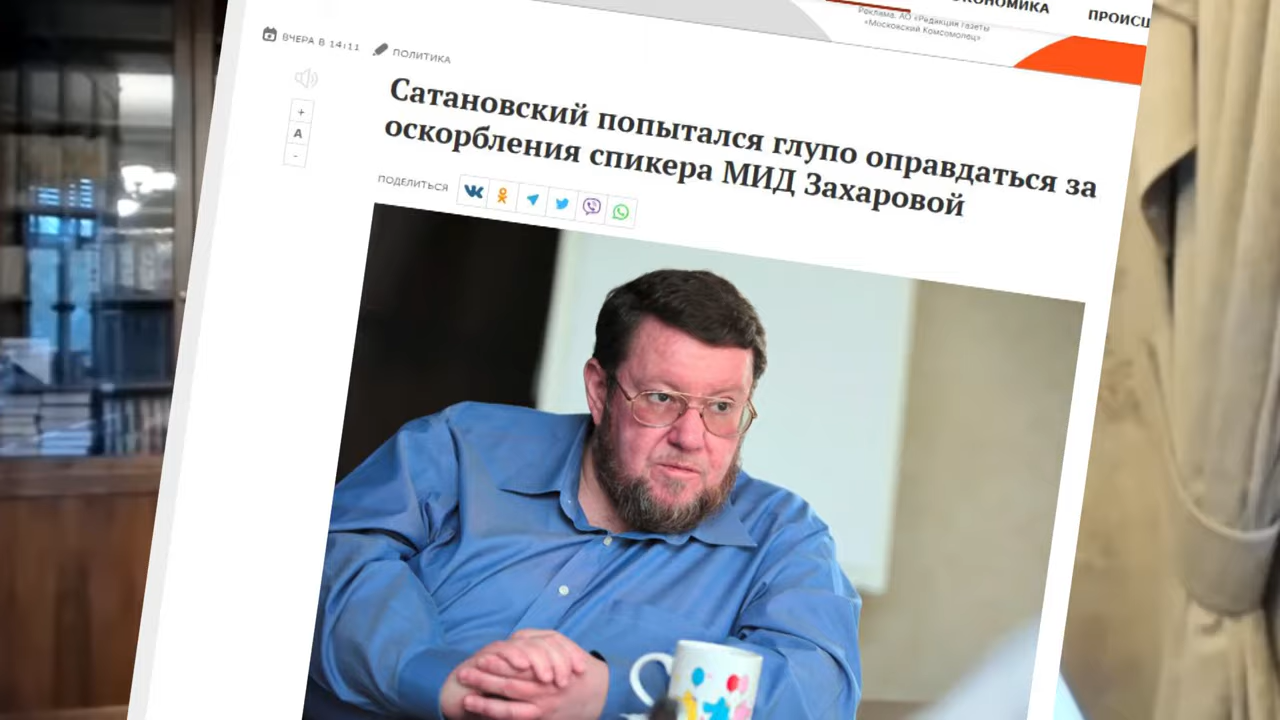 ЭКОНОМИКА
ПРОИСШ
Реклама. АО «Редакция газеты
«Московский Комсомолец»
ВЧЕРА В 14:11
ПОЛИТИКА
+
А
-
Сатановский попытался глупо оправдаться за
оскорбления спикера МИД Захаровой
ПОДЕЛИТЬСЯ